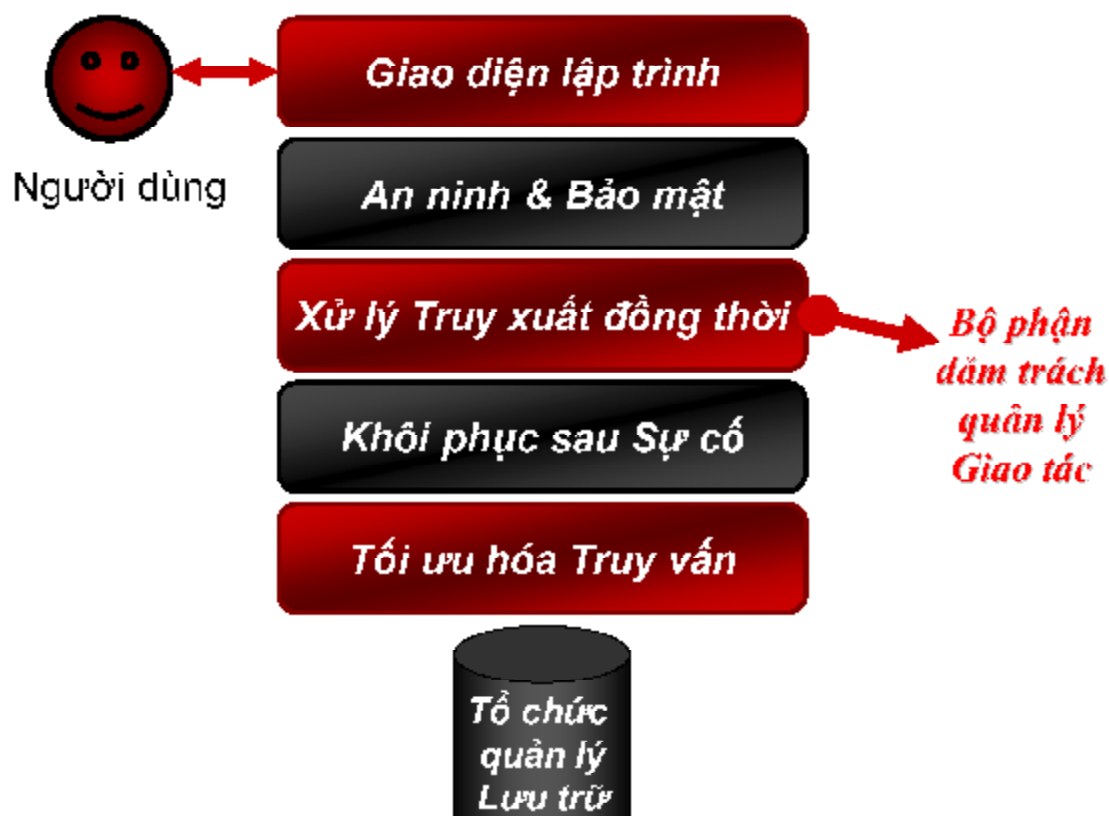 Giao diện lập trình
Người dùng
An ninh & Bảo mật
Xử lý Truy xuất đồng thời
Bộ phận
dãm trách
quân lý
Giao tác
Khôi phục sau Sự cố
Tối ưu hóa Truy vấn
Tổ chức
quản lý
Lưu trữ